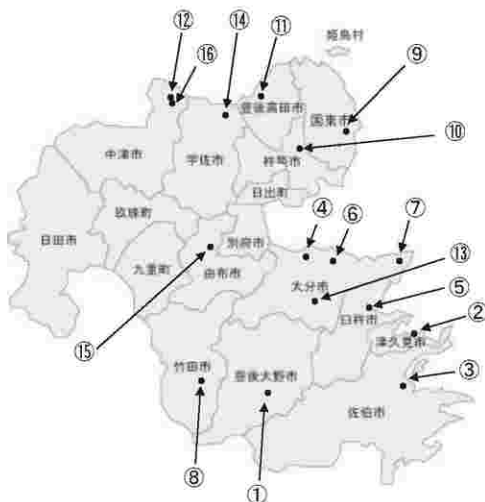 ⑫
⑯
⑭
⑪
姫島村
⑨
豊後高田市
国東市
⑩
中津市
宇佐市
杵築市
日出町
玖珠町
④
⑥
⑦
日田市
別府市
⑬
九重町
由布市
大分市
⑤
臼杵市
②
津久見市
⑮
③
竹田市
豊後大野市
佐伯市
⑧
①